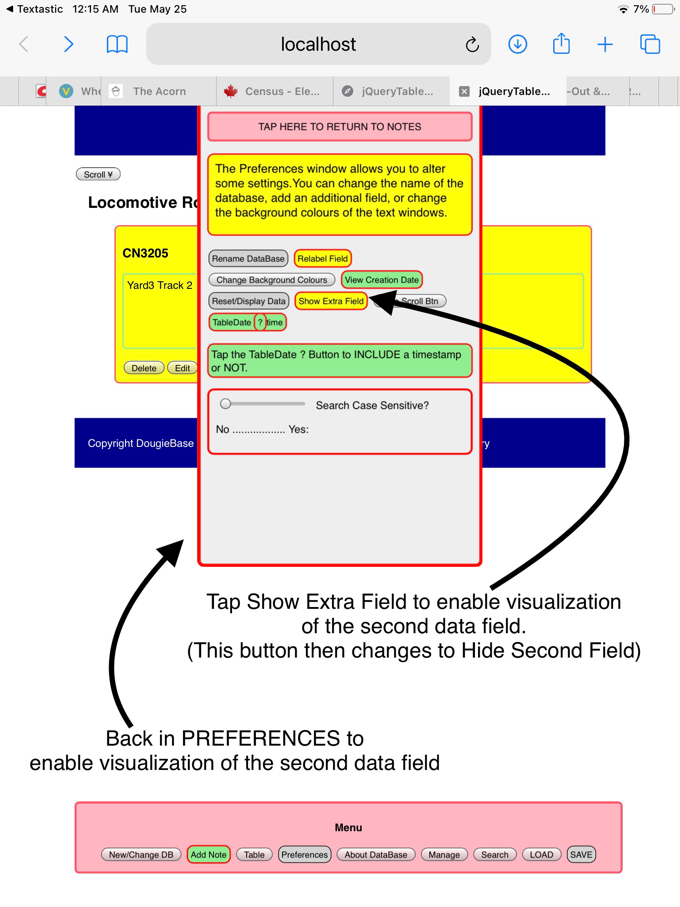 Textastic 12:15 AM Tue May 25 7%
localhost
Whe The Acorn Census - Ele... jQueryTable... jQueryTable... -Out &...
TAP HERE TO RETURN TO NOTES
Scroll
The Preferences window allows you to alter
some settings.You can change the name of the
database, add an additional field, or change
the background colours of the text windows.
Locomotive Ro
CN3205
Rename DataBase Relabel Field
Change Background Colours View Creation Date
Yard3 Track 2
Reset/Display Data Show Extra Field Scroll Btn
TableDate ? time
Tap the TableDate ? Button to INCLUDE a timestamp
or NOT.
Delete Edit
Search Case Sensitive?
No .................. Yes:
Copyright DougieBase ry
Tap Show Extra Field to enable visualization
of the second data field.
(This button then changes to Hide Second Field)
Back in PREFERENCES to
enable visualization of the second data field
Menu
New/Change DB Add Note Table Preferences About DataBase Manage Search LOAD SAVE